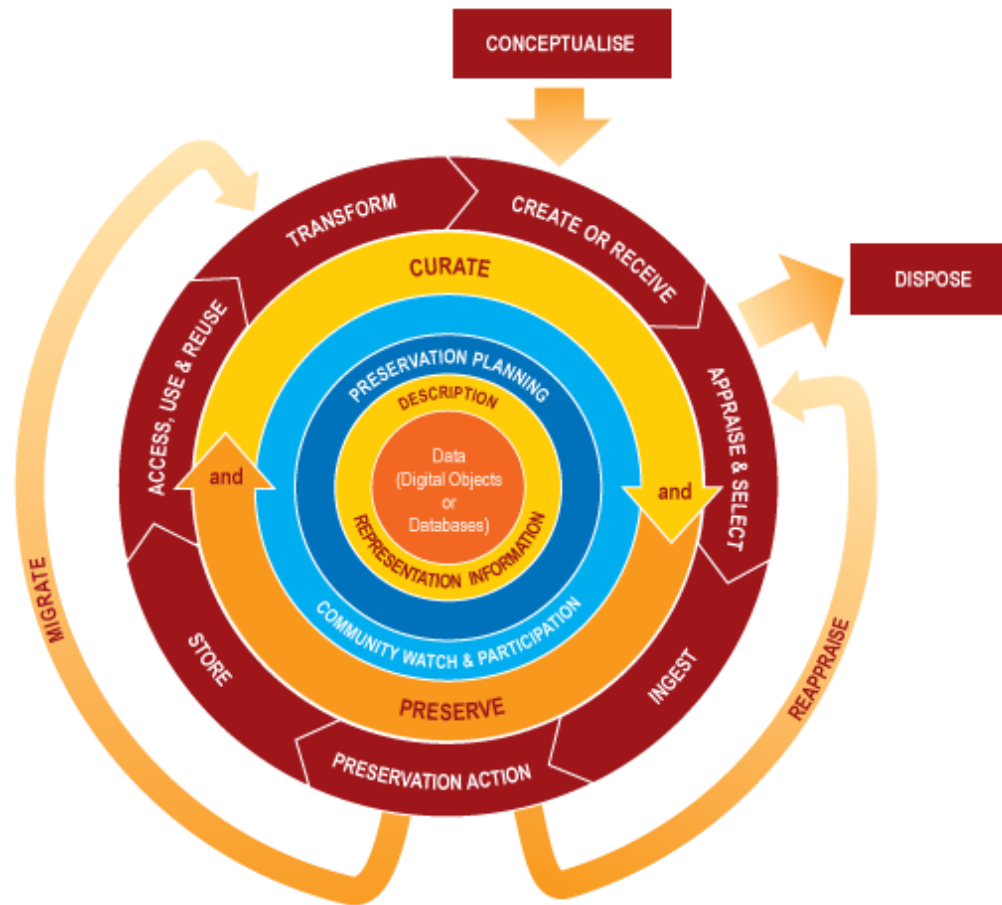 CONCEPTUALISE
CREATE OR RECEIVE
DISPOSE
APPRAISE & SELECT
REAPPRAISE
INGEST
PRESERVATION ACTION
STORE
MIGRATE
ACCESS, USE & REUSE
TRANSFORM
CURATE
and
PRESERVE
and
PRESERVATION PLANNING
COMMUNITY WATCH & PARTICIPATION
DESCRIPTION
REPRESENTATION INFORMATION
Data
(Digital Objects
or
Databases)